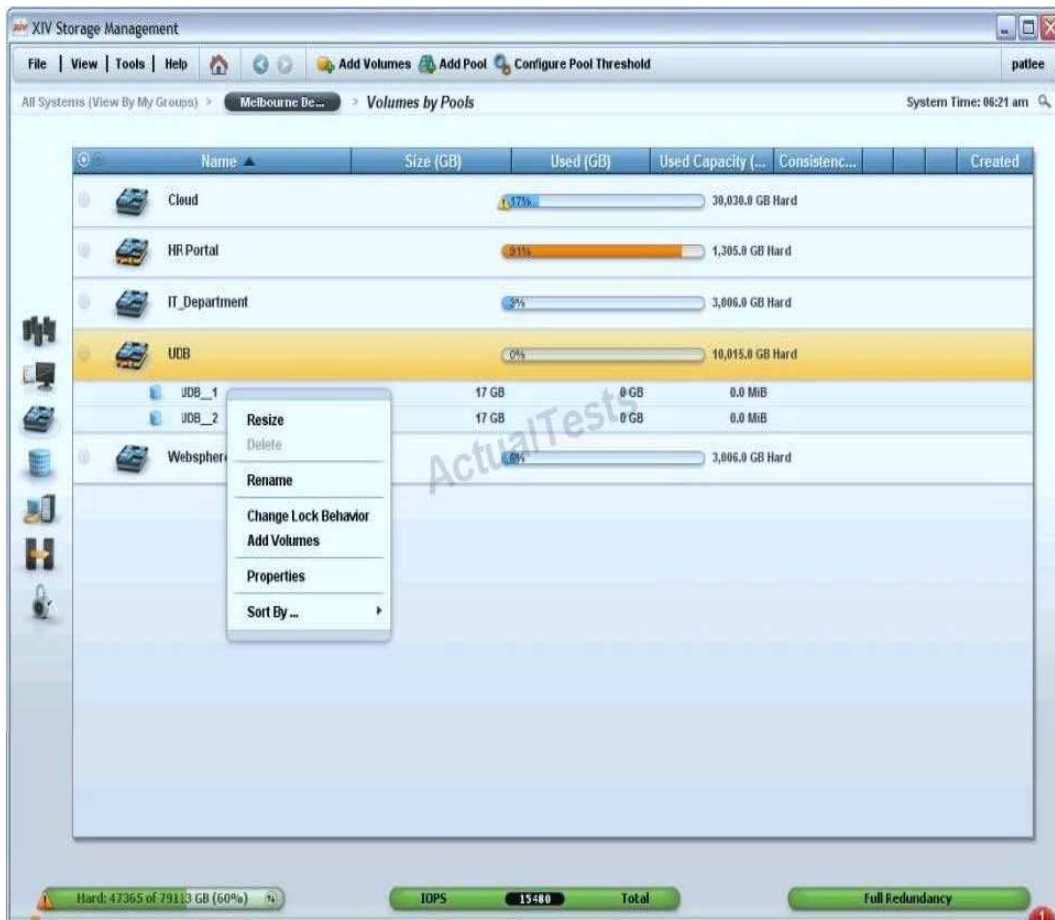 XIV Storage Management
File | View | Tools | Help Add Volumes Add Pool Configure Pool Threshold patlee
All Systems (View By My Groups) > Melbourne De... > Volumes by Pools System Time: 06:21 am
Name Size (GB) Used (GB) Used Capacity (... Consistenc... Created
Cloud 17% 30,030.0 GB Hard
HR Portal 91% 1,305.0 GB Hard
IT_Department 3% 3,006.0 GB Hard
UDB 0% 10,015.0 GB Hard
UDB_1 17 GB 0 GB 0.0 MiB
UDB_2 17 GB 0 GB 0.0 MiB
Resize
Delete
Webspher 6% 3,006.0 GB Hard
Rename
Change Lock Behavior
Add Volumes
Properties
Sort By ...
ActualTests
Hard: 47365 of 79113 GB (60%) IOPS 15480 Total Full Redundancy